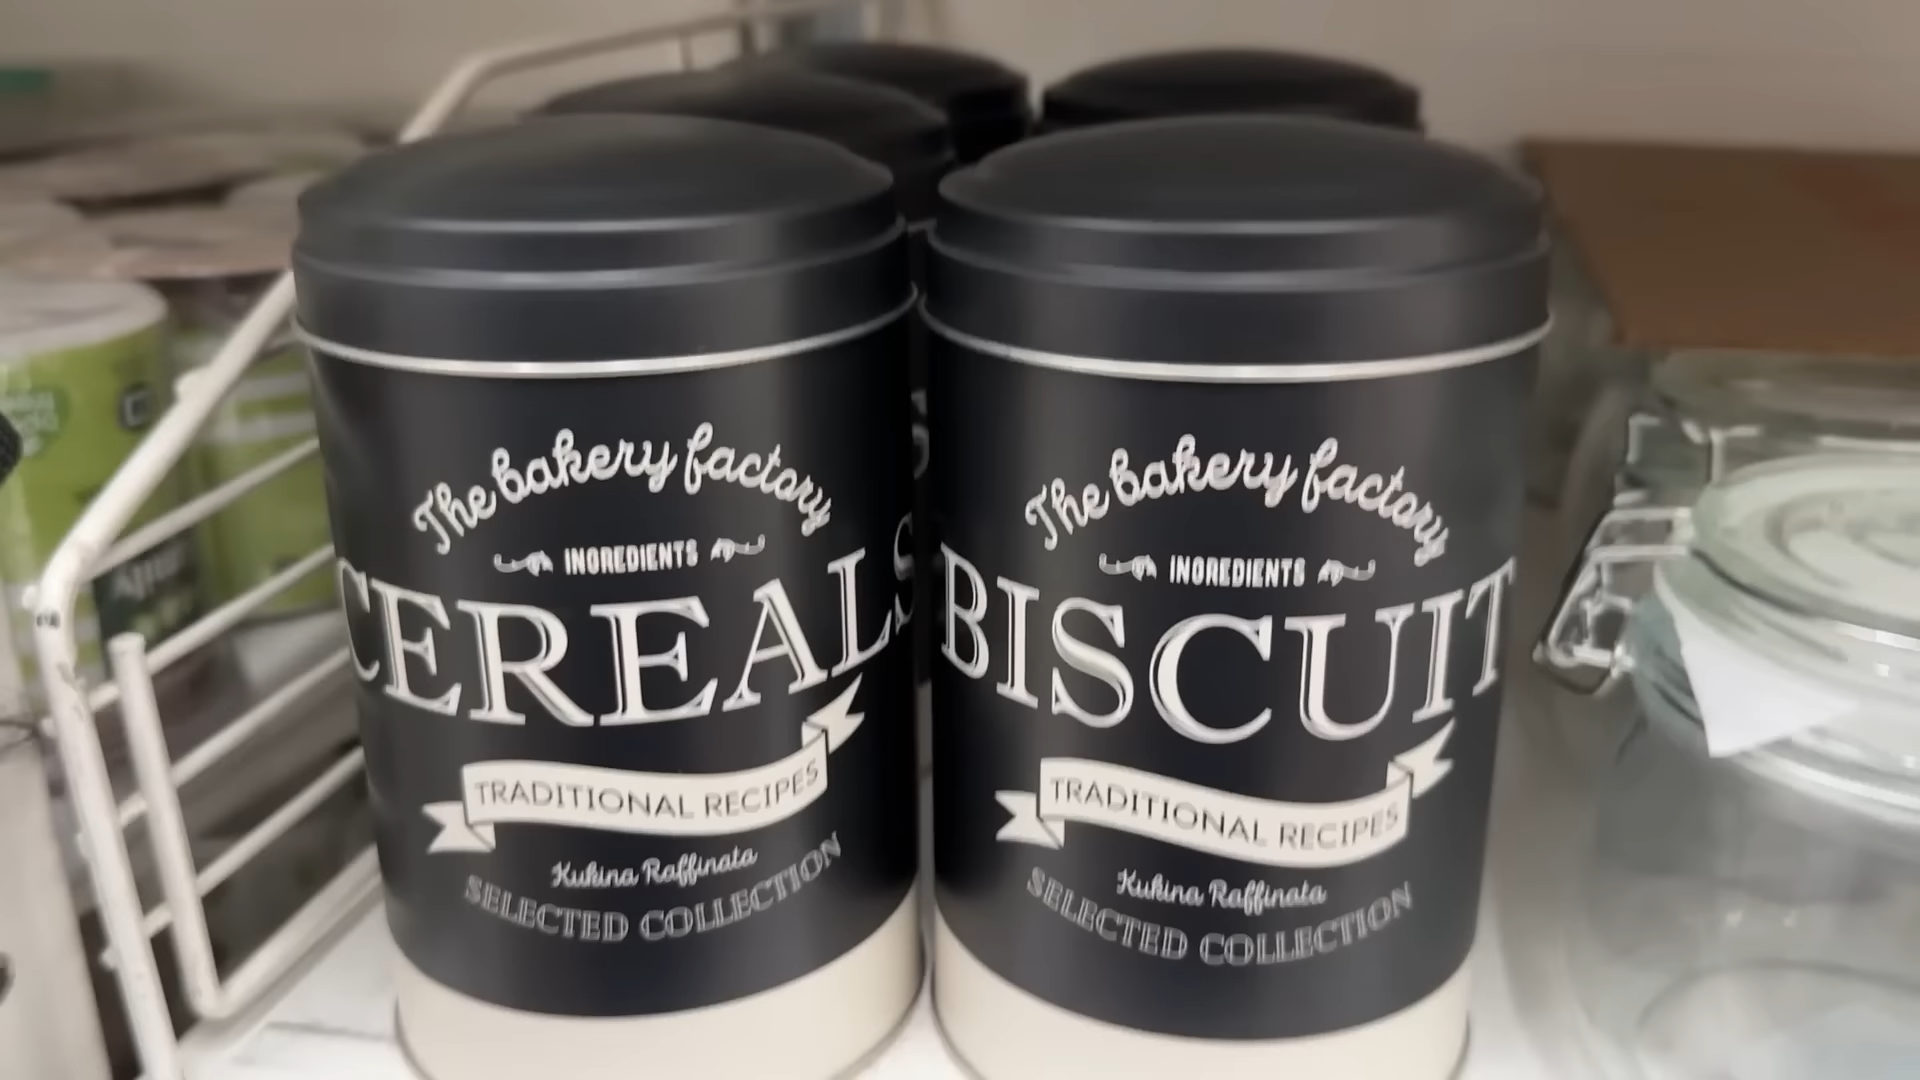 The bakery factory
INGREDIENTS
CEREALS
TRADITIONAL RECIPES
Kukina Raffinata
SELECTED COLLECTION
The bakery factory
INGREDIENTS
BISCUIT
TRADITIONAL RECIPES
Kukina Raffinata
SELECTED COLLECTION